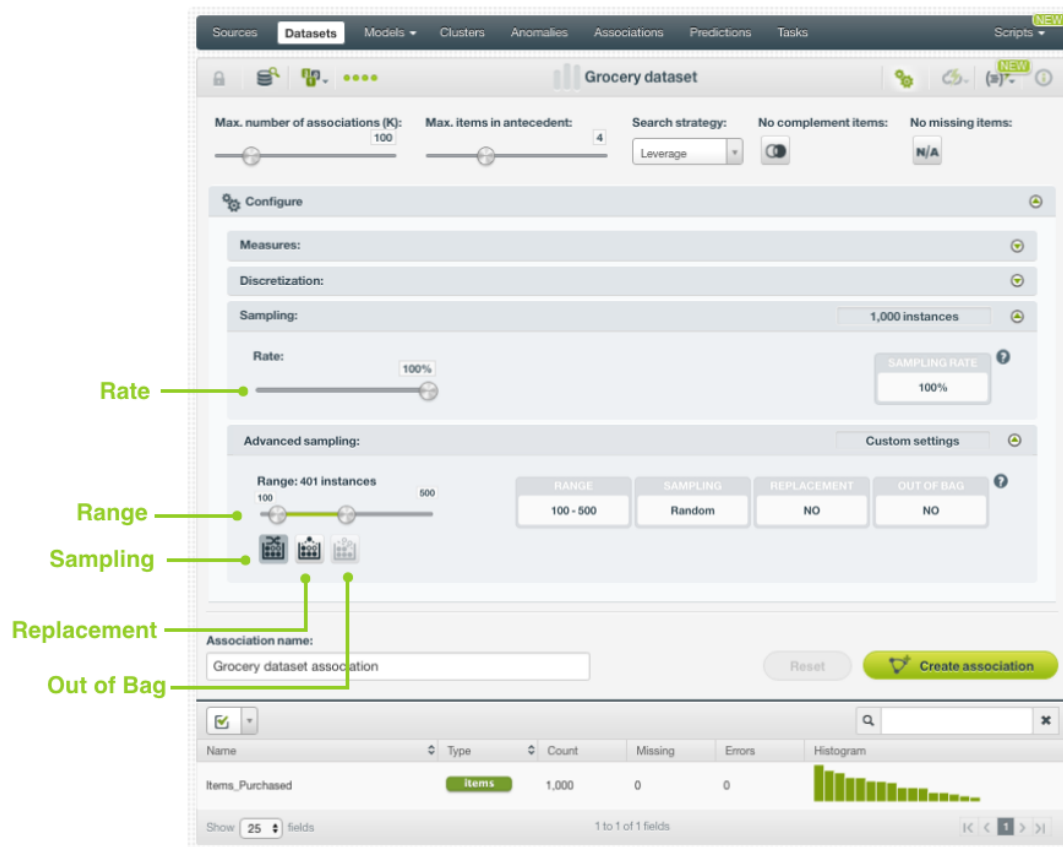 NEW
Sources Datasets Models Clusters Anomalies Associations Predictions Tasks Scripts
Grocery dataset
NEW
Max. number of associations (K): Max. items in antecedent: Search strategy: No complement items: No missing items:
100 4
Leverage N/A
Configure
Measures:
Discretization:
Sampling: 1,000 instances
Rate: SAMPLING RATE ?
100% 100%
Rate
Advanced sampling: Custom settings
Range: 401 instances RANGE SAMPLING REPLACEMENT OUT OF BAG ?
100 500 100 - 500 Random NO NO
Range
Sampling
Replacement
Association name:
Grocery dataset association Reset Create association
Out of Bag
Name Type Count Missing Errors Histogram
Items_Purchased items 1,000 0 0
Show 25 fields 1 to 1 of 1 fields 1